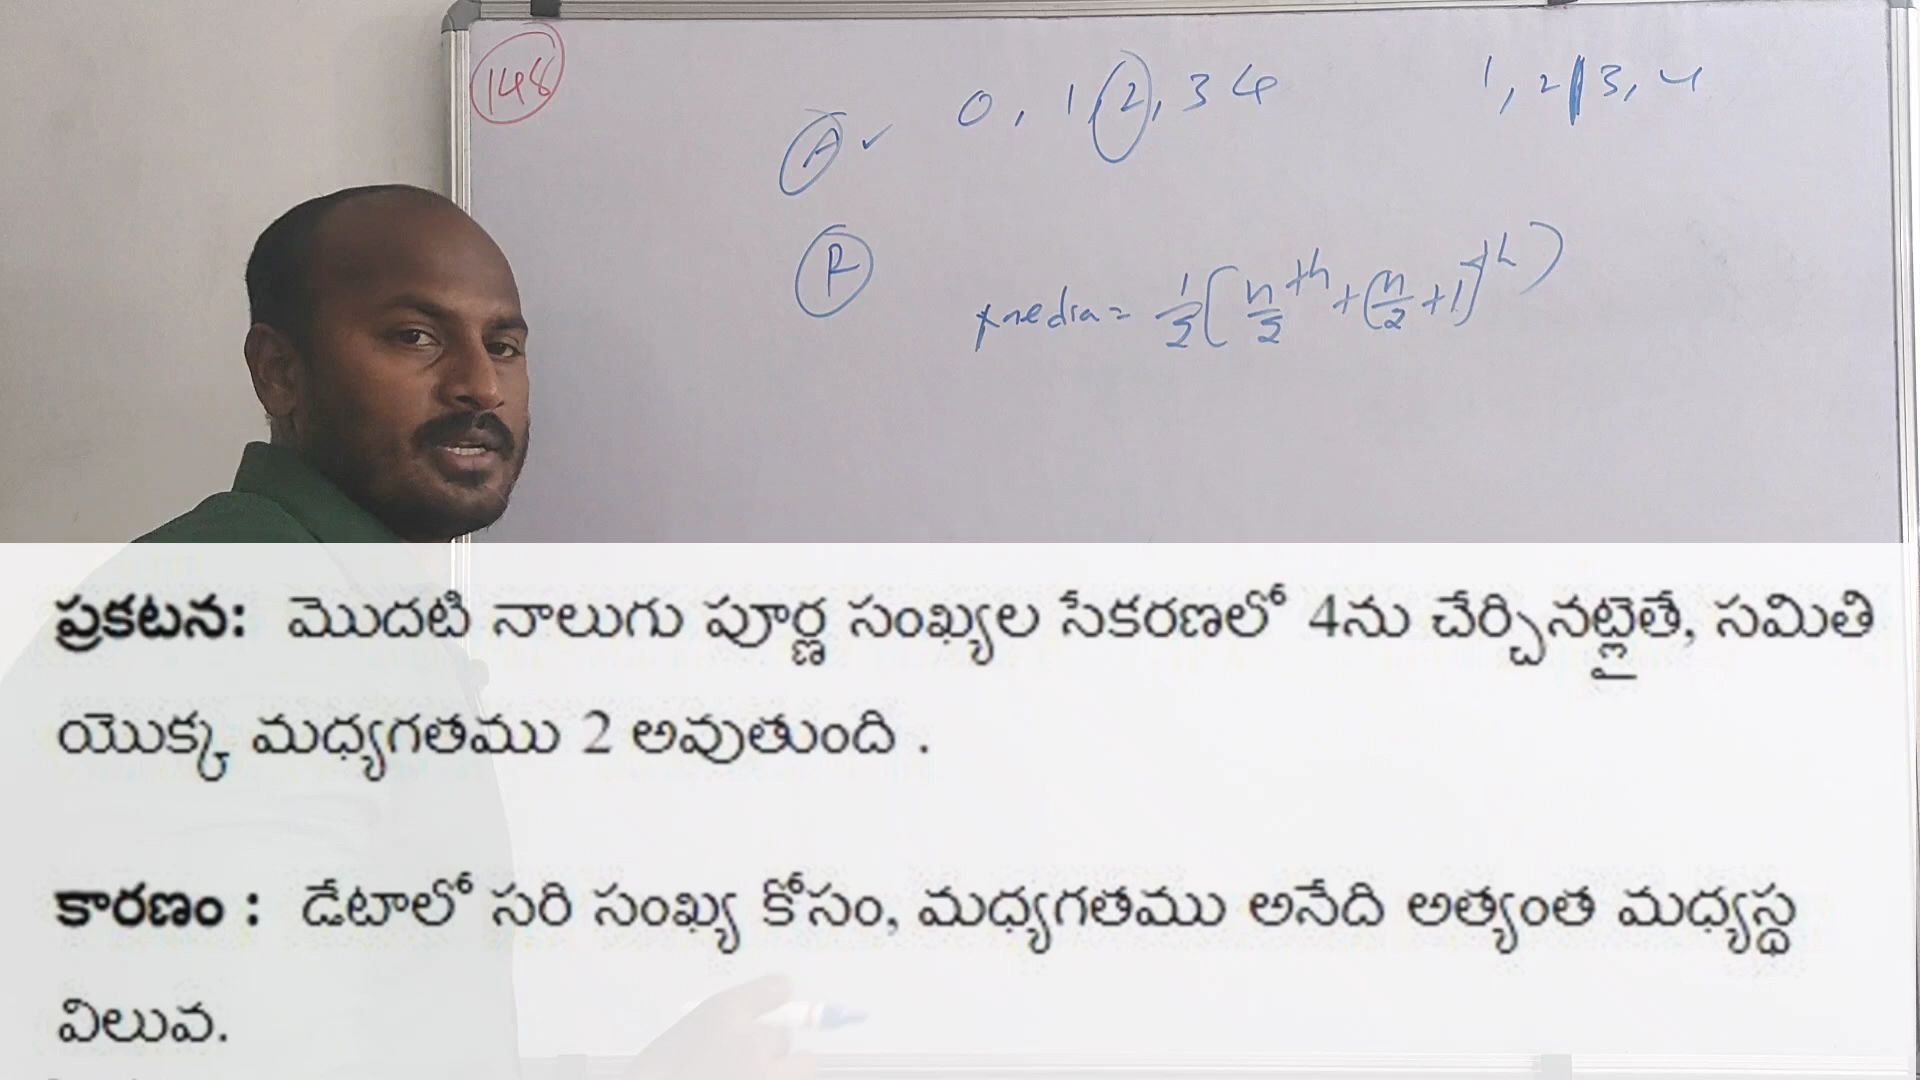 148
A ✓ 0, 1, 2, 3 4 1, 2 | 3, 4
R
media = 1/2 ( n/2 th + ( n/2 + 1 ) th )
ప్రకటన: మొదటి నాలుగు పూర్ణ సంఖ్యల సేకరణలో 4ను చేర్చినట్లైతే, సమితి
యొక్క మధ్యగతము 2 అవుతుంది .
కారణం : డేటాలో సరి సంఖ్య కోసం, మధ్యగతము అనేది అత్యంత మధ్యస్థ
విలువ.